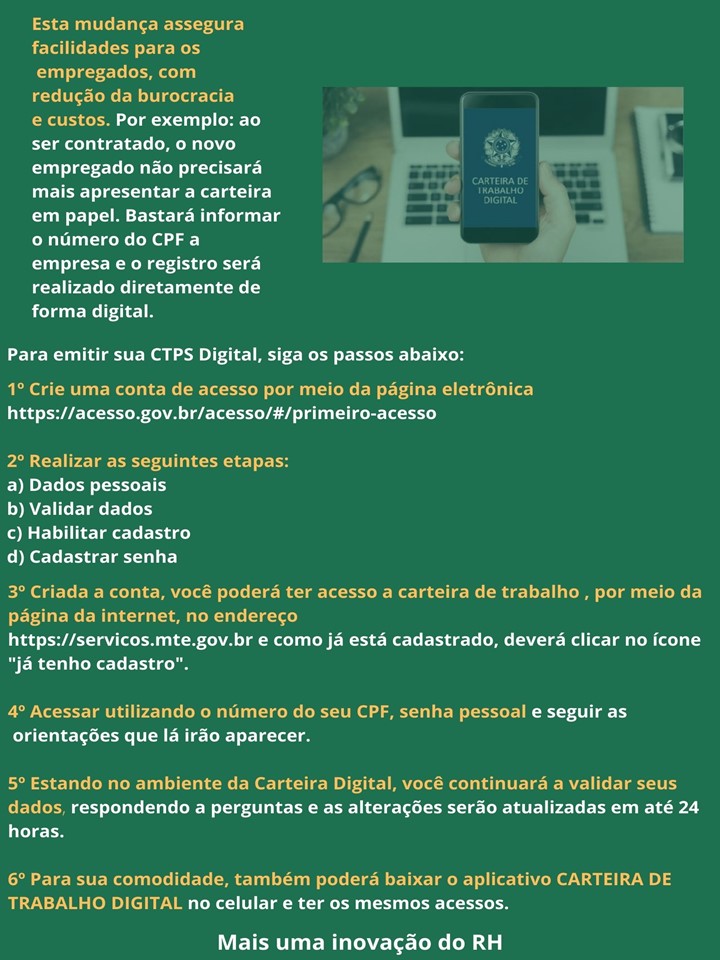 Esta mudança assegura
facilidades para os
empregados, com
redução da burocracia
e custos. Por exemplo: ao
ser contratado, o novo
empregado não precisará
mais apresentar a carteira
em papel. Bastará informar
o número do CPF a
empresa e o registro será
realizado diretamente de
forma digital.
CARTEIRA DE
TRABALHO
DIGITAL
Para emitir sua CTPS Digital, siga os passos abaixo:
1º Crie uma conta de acesso por meio da página eletrônica
https://acesso.gov.br/acesso/#/primeiro-acesso
2º Realizar as seguintes etapas:
a) Dados pessoais
b) Validar dados
c) Habilitar cadastro
d) Cadastrar senha
3º Criada a conta, você poderá ter acesso a carteira de trabalho , por meio da
página da internet, no endereço
https://servicos.mte.gov.br e como já está cadastrado, deverá clicar no ícone
"já tenho cadastro".
4º Acessar utilizando o número do seu CPF, senha pessoal e seguir as
orientações que lá irão aparecer.
5º Estando no ambiente da Carteira Digital, você continuará a validar seus
dados, respondendo a perguntas e as alterações serão atualizadas em até 24
horas.
6º Para sua comodidade, também poderá baixar o aplicativo CARTEIRA DE
TRABALHO DIGITAL no celular e ter os mesmos acessos.
Mais uma inovação do RH